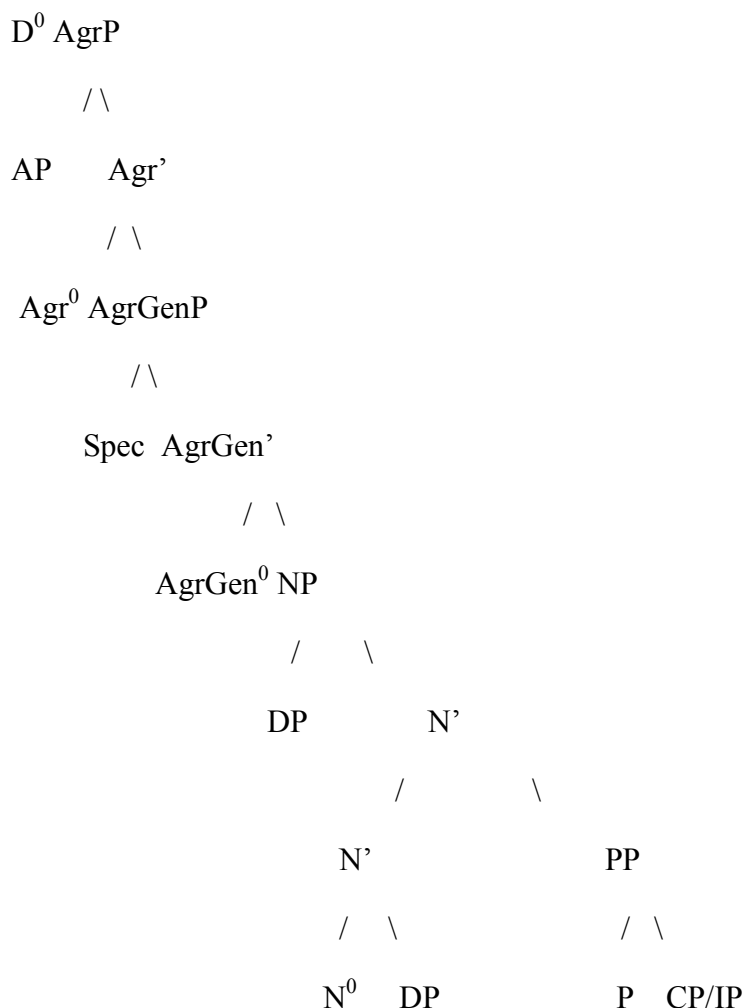 D⁰ AgrP
/ \
AP Agr’
/ \
Agr⁰ AgrGenP
/ \
Spec AgrGen’
/ \
AgrGen⁰ NP
/ \
DP N’
/ \
N’ PP
/ \ / \
N⁰ DP P CP/IP